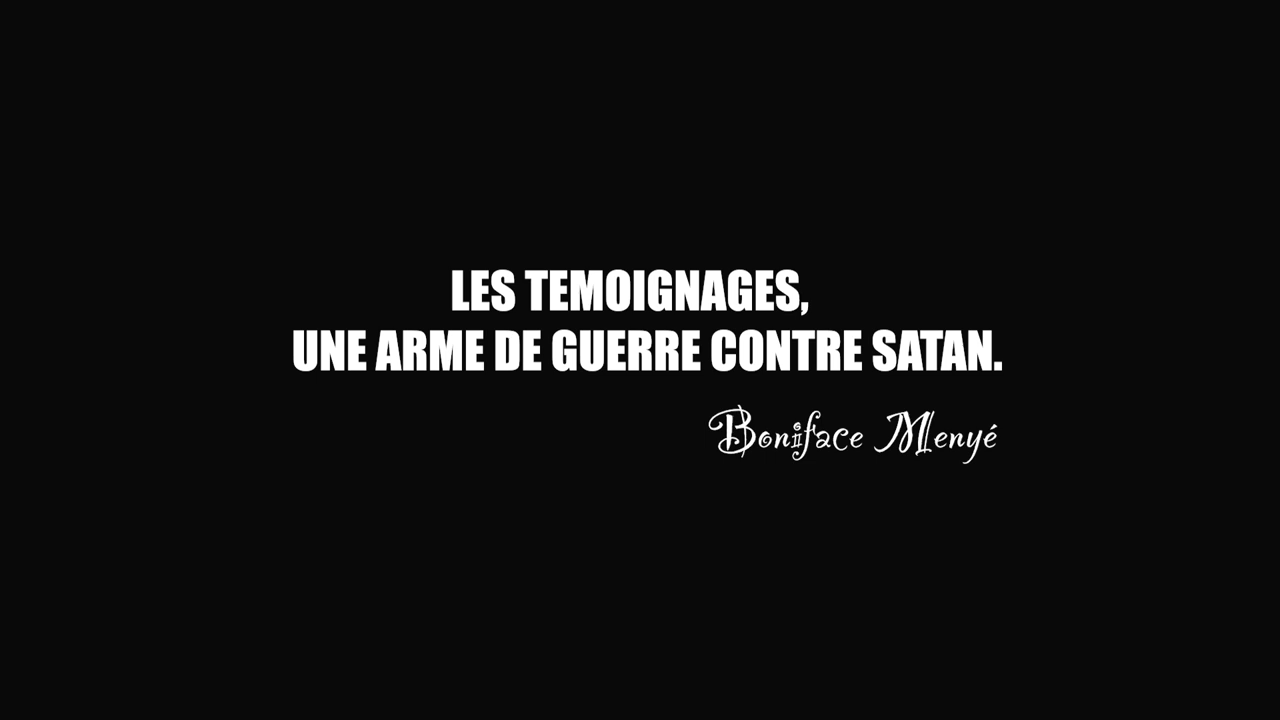 LES TEMOIGNAGES,
UNE ARME DE GUERRE CONTRE SATAN.
Boniface Menyé